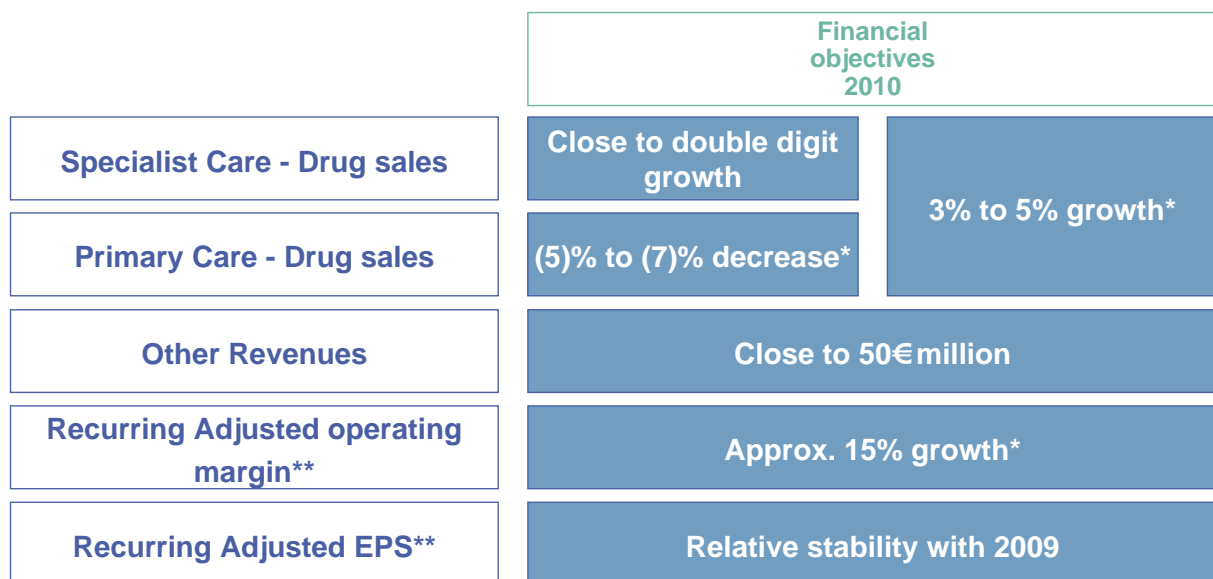 Financial
objectives
2010
Specialist Care - Drug sales
Close to double digit
growth
3% to 5% growth*
Primary Care - Drug sales
(5)% to (7)% decrease*
Other Revenues
Close to 50€million
Recurring Adjusted operating
margin**
Approx. 15% growth*
Recurring Adjusted EPS**
Relative stability with 2009